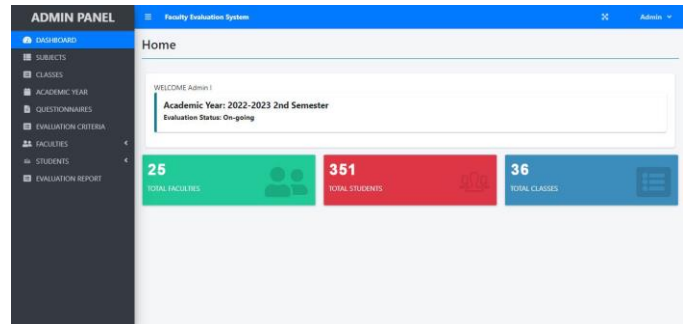 ADMIN PANEL
Faculty Evaluation System
Admin
DASHBOARD
SUBJECTS
CLASSES
ACADEMIC YEAR
QUESTIONNAIRES
EVALUATION CRITERIA
FACULTIES
STUDENTS
EVALUATION REPORT
Home
WELCOME Admin !
Academic Year: 2022-2023 2nd Semester
Evaluation Status: On-going
25
TOTAL FACULTIES
351
TOTAL STUDENTS
36
TOTAL CLASSES